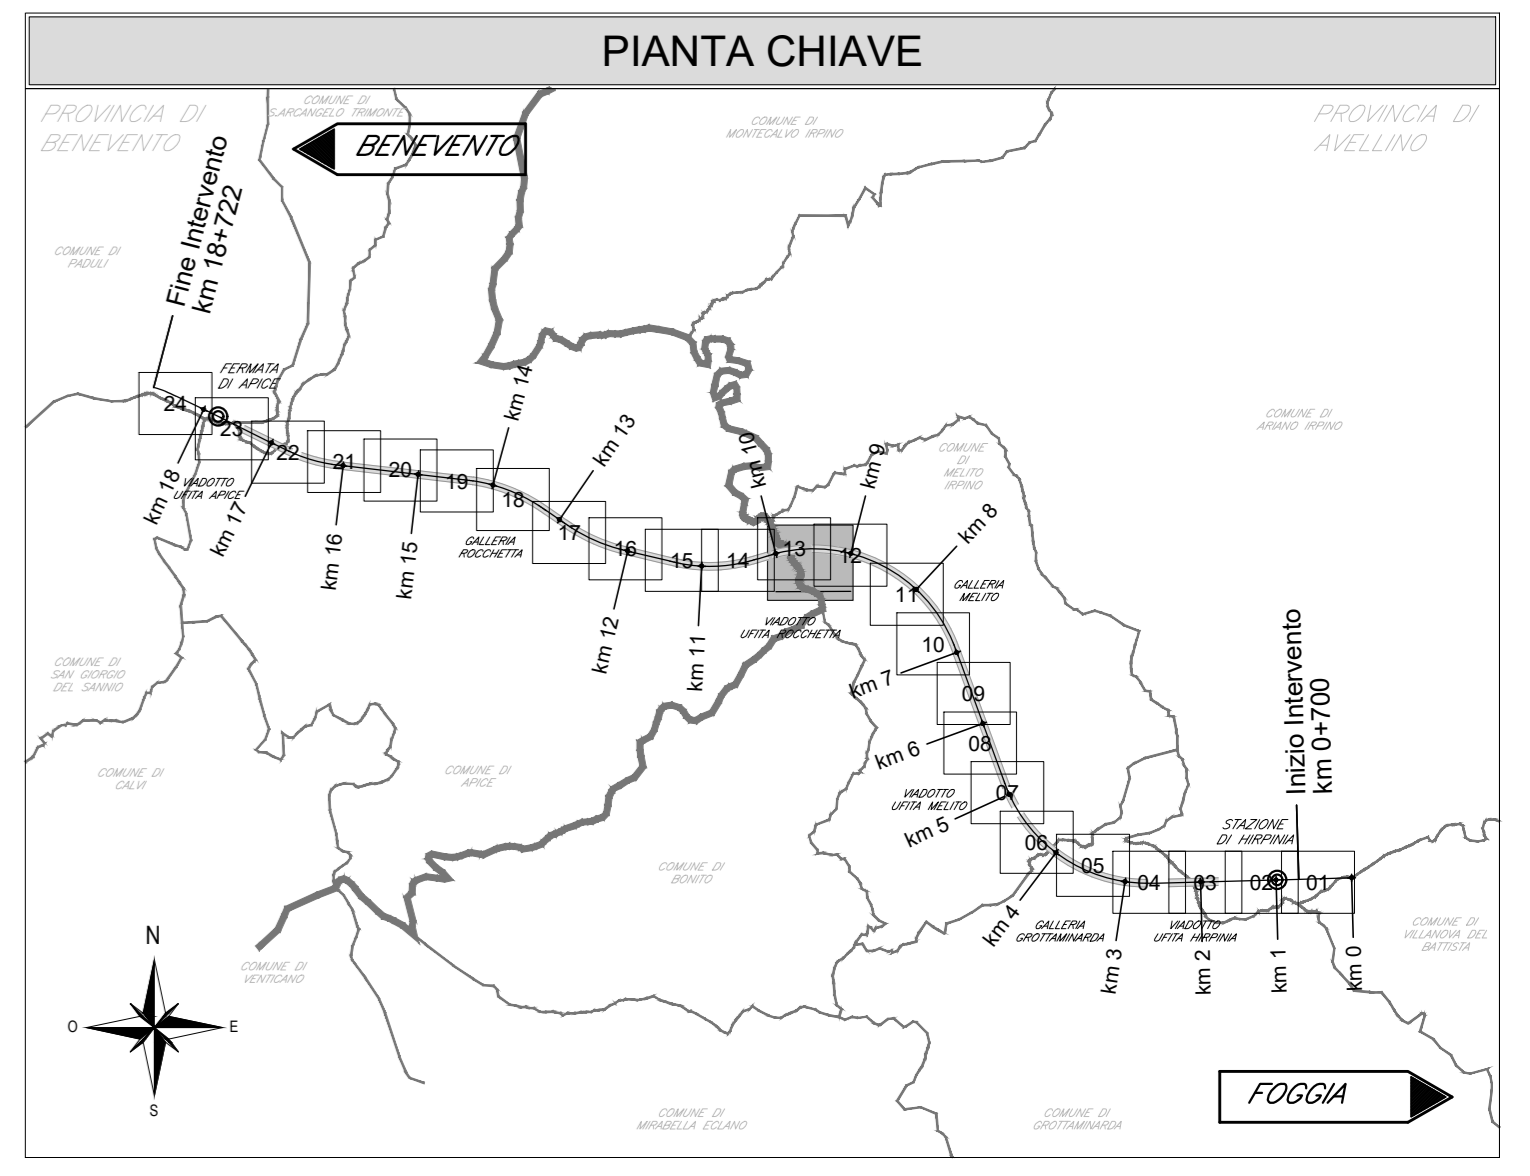 PIANTA CHIAVE
PROVINCIA DI
BENEVENTO
COMUNE DI
S.ARCANGELO TRIMONTE
BENEVENTO
COMUNE DI
MONTECALVO IRPINO
PROVINCIA DI
AVELLINO
Fine Intervento
km 18+722
COMUNE DI
PADULI
FERMATA
DI APICE
24
23
22
21
20
19
18
17
16
15
14
13
12
11
10
09
08
07
06
05
04
03
02
01
km 18
km 17
km 16
km 15
km 14
km 13
km 12
km 11
km 10
km 9
km 8
km 7
km 6
km 5
km 4
km 3
km 2
km 1
km 0
VIADOTTO
UFITA APICE
GALLERIA
ROCCHETTA
VIADOTTO
UFITA ROCCHETTA
GALLERIA
MELITO
VIADOTTO
UFITA MELITO
GALLERIA
GROTTAMINARDA
VIADOTTO
UFITA HIRPINIA
STAZIONE
DI HIRPINIA
Inizio Intervento
km 0+700
COMUNE DI
ARIANO IRPINO
COMUNE
DI
MELITO
IRPINO
COMUNE DI
SAN GIORGIO
DEL SANNIO
COMUNE DI
CALVI
COMUNE DI
APICE
COMUNE DI
BONITO
COMUNE DI
VENTICANO
COMUNE DI
VILLANOVA DEL
BATTISTA
COMUNE DI
MIRABELLA ECLANO
COMUNE DI
GROTTAMINARDA
N
O
E
S
FOGGIA